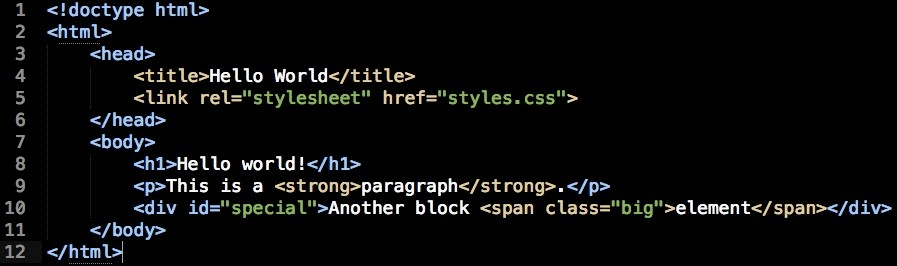 1 <!doctype html>
2 <html>
3     <head>
4         <title>Hello World</title>
5         <link rel="stylesheet" href="styles.css">
6     </head>
7     <body>
8         <h1>Hello world!</h1>
9         <p>This is a <strong>paragraph</strong>.</p>
10         <div id="special">Another block <span class="big">element</span></div>
11     </body>
12 </html>